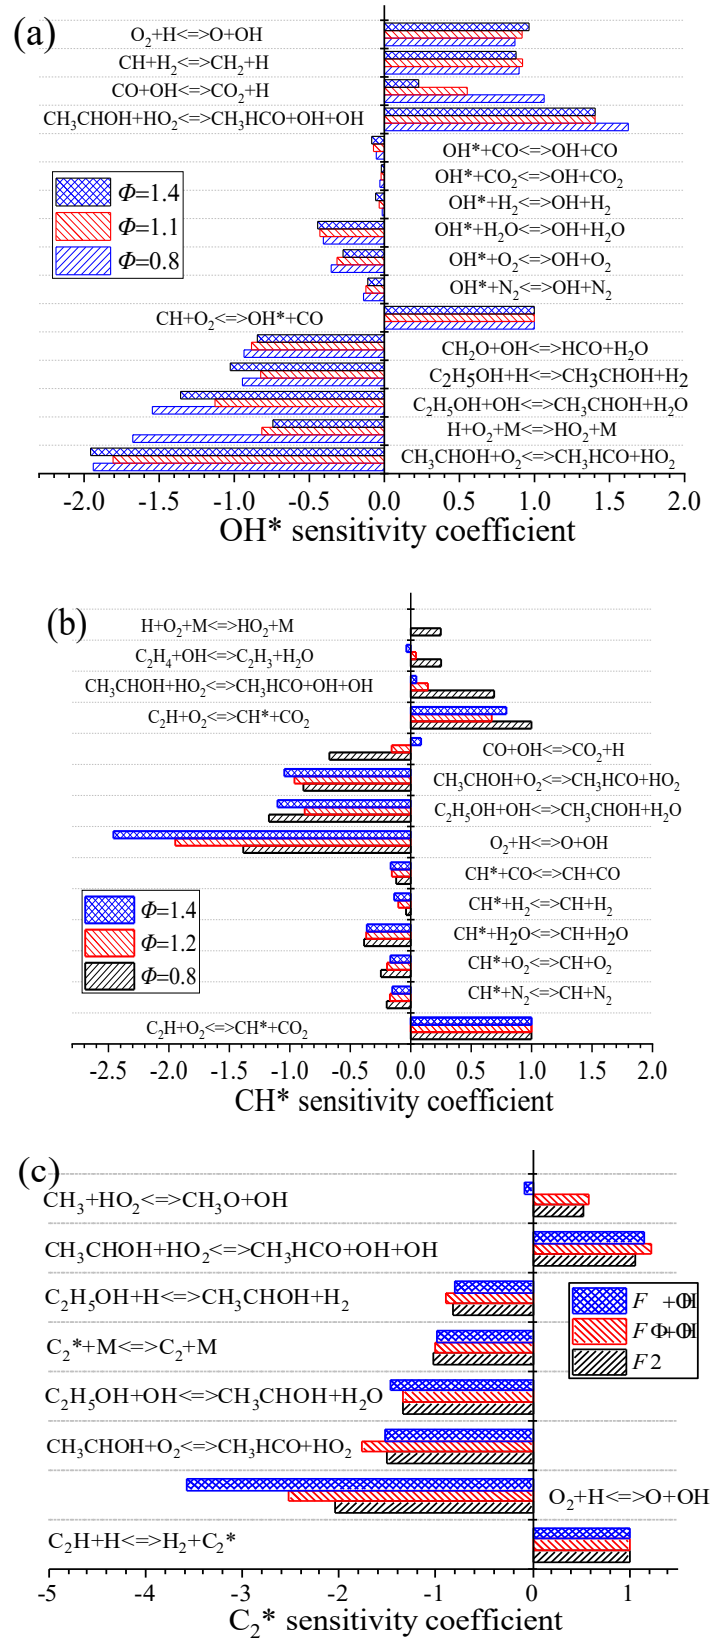 (a)
O₂+H<=>O+OH
CH+H₂<=>CH₂+H
CO+OH<=>CO₂+H
CH₃CHOH+HO₂<=>CH₃HCO+OH+OH
OH*+CO<=>OH+CO
OH*+CO₂<=>OH+CO₂
OH*+H₂<=>OH+H₂
OH*+H₂O<=>OH+H₂O
OH*+O₂<=>OH+O₂
OH*+N₂<=>OH+N₂
Φ=1.4
Φ=1.1
Φ=0.8
CH+O₂<=>OH*+CO
CH₂O+OH<=>HCO+H₂O
C₂H5OH+H<=>CH3CHOH+H₂
C₂H₅OH+OH<=>CH₃CHOH+H₂O
H+O₂+M<=>HO₂+M
CH₃CHOH+O₂<=>CH₃HCO+HO₂
-2.0 -1.5 -1.0 -0.5 0.0 0.5 1.0 1.5 2.0
OH* sensitivity coefficient
(b)
H+O₂+M<=>HO₂+M
C₂H₄+OH<=>C₂H₃+H₂O
CH₃CHOH+HO₂<=>CH₃HCO+OH+OH
C₂H+O₂<=>CH*+CO₂
CO+OH<=>CO₂+H
CH₃CHOH+O₂<=>CH₃HCO+HO₂
C₂H₅OH+OH<=>CH₃CHOH+H₂O
O₂+H<=>O+OH
CH*+CO<=>CH+CO
CH*+H₂<=>CH+H₂
CH*+H2O<=>CH+H₂O
CH*+O₂<=>CH+O₂
CH*+N₂<=>CH+N₂
Φ=1.4
Φ=1.2
Φ=0.8
C₂H+O₂<=>CH*+CO₂
-2.5 -2.0 -1.5 -1.0 -0.5 0.0 0.5 1.0 1.5 2.0
CH* sensitivity coefficient
(c)
CH₃+HO₂<=>CH₃O+OH
CH₃CHOH+HO₂<=>CH₃HCO+OH+OH
C₂H₅OH+H<=>CH₃CHOH+H₂
C₂*+M<=>C₂+M
C₂H₅OH+OH<=>CH₃CHOH+H₂O
CH₃CHOH+O₂<=>CH₃HCO+HO₂
O₂+H<=>O+OH
C₂H+H<=>H₂+C₂*
F
F
F 2
-5 -4 -3 -2 -1 0 1
C₂* sensitivity coefficient